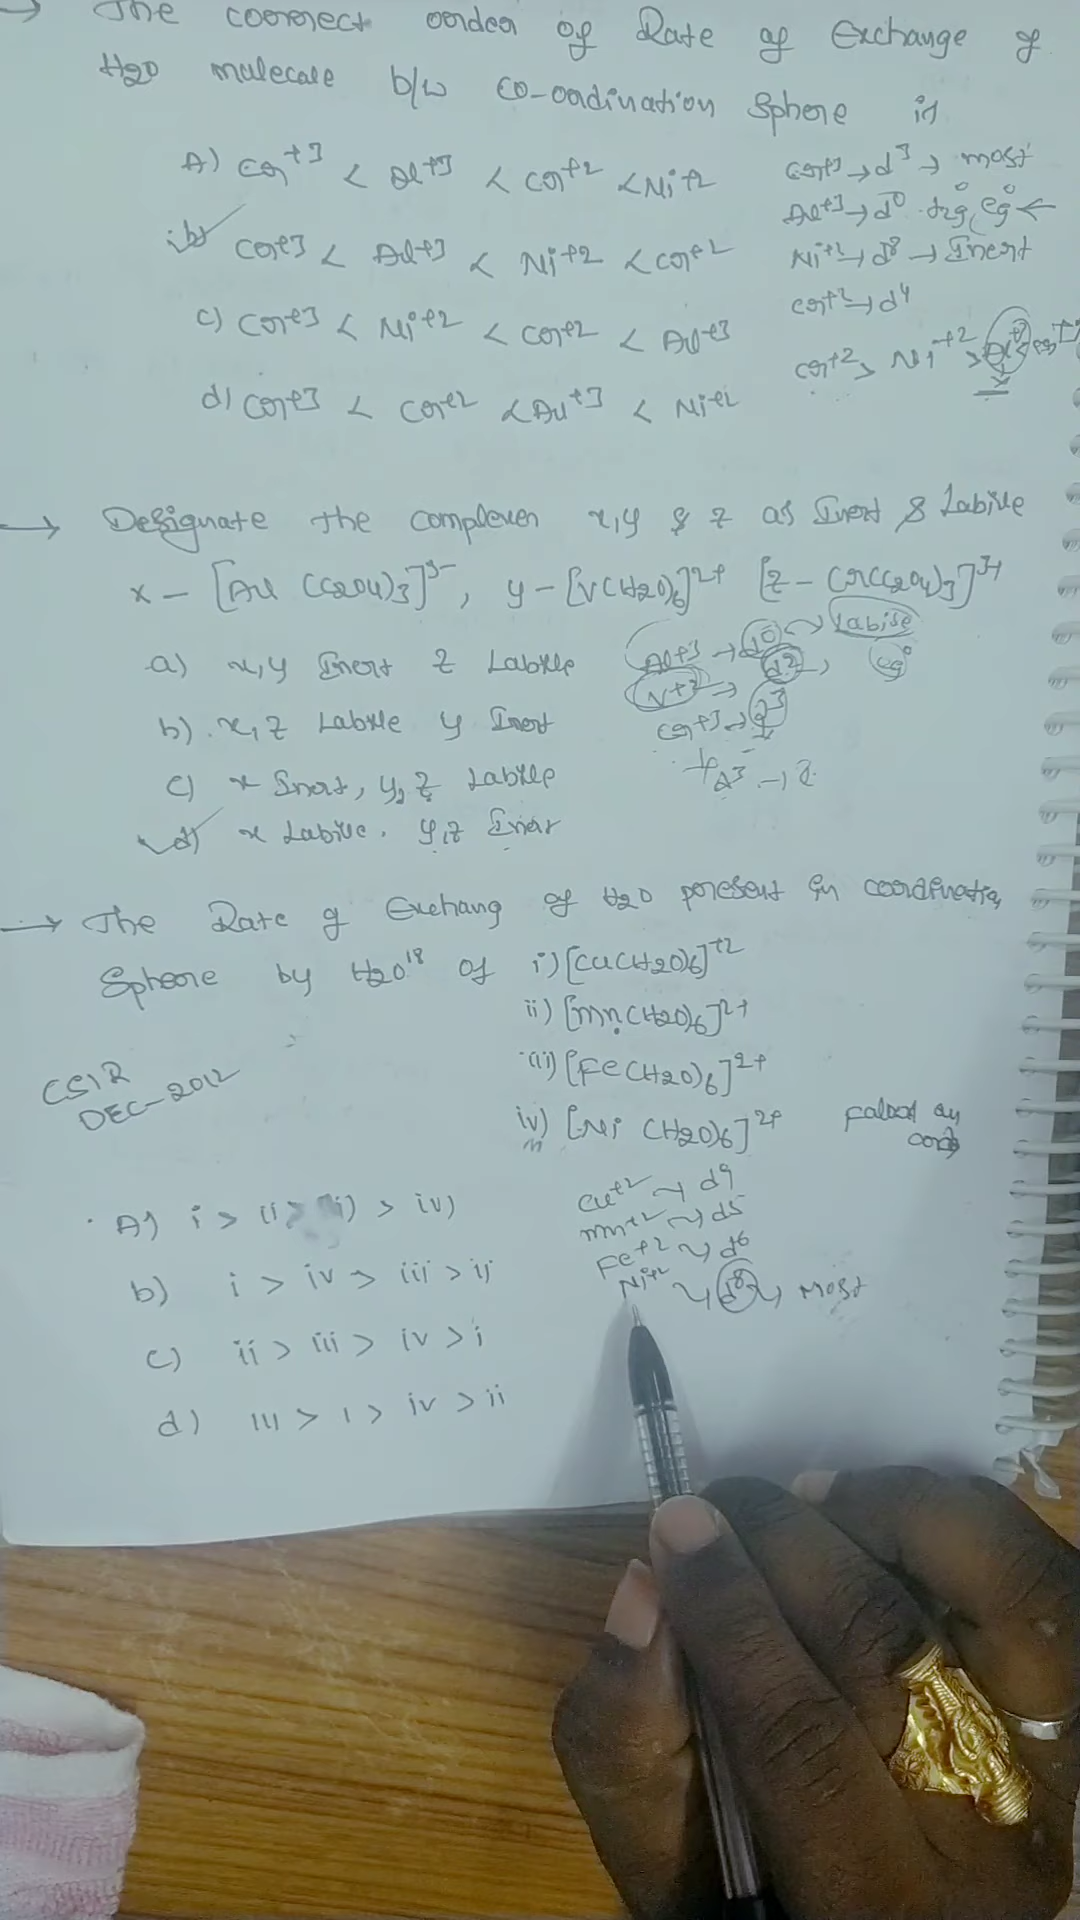 → The correct order of Rate of Exchange of
H20 molecule b/w co-ordination Sphere is
A) Cr+3 < Al+3 < Cr+2 < Ni+2
b) Cr+3 < Al+3 < Ni+2 < Cr+2
c) Cr+3 < Ni+2 < Cr+2 < Al+3
d) Cr+3 < Cr+2 < Al+3 < Ni+2
Cr+3 → d3 → most
Al+3 → d0 t2g0 eg0 ←
Ni+2 → d8 → Inert
Cr+2 → d4
Cr+2 > Ni+2 > Al+3
→ Designate the complexes x,y & z as Inert & Labile
x – [Al (C2O4)3]3-, y – [V(H2O)6]2+ [z – Cr(C2O4)3]3+
a) x,y Inert z Labile
b) x,z Labile y Inert
c) x Inert, y,z Labile
d) x Labile, y,z Inert
Al+3 → d0 → Labile
V+2 → d2, eg0
Cr+3 → d3
→ The Rate of Exchang of H2O present in coordination
Sphere by H2O18 of i) [Cu(H2O)6]+2
ii) [Mn(H2O)6]2+
iii) [Fe(H2O)6]2+
iv) [Ni (H2O)6]2+
CSIR
DEC-2012
Cu+2 → d9
Mn+2 → d5
Fe+2 → d6
Ni+2 → d8 → Most
A) i > ii > iii) > iv)
b) i > iv > iii > ii
c) ii > iii > iv > i
d) iii > i > iv > ii